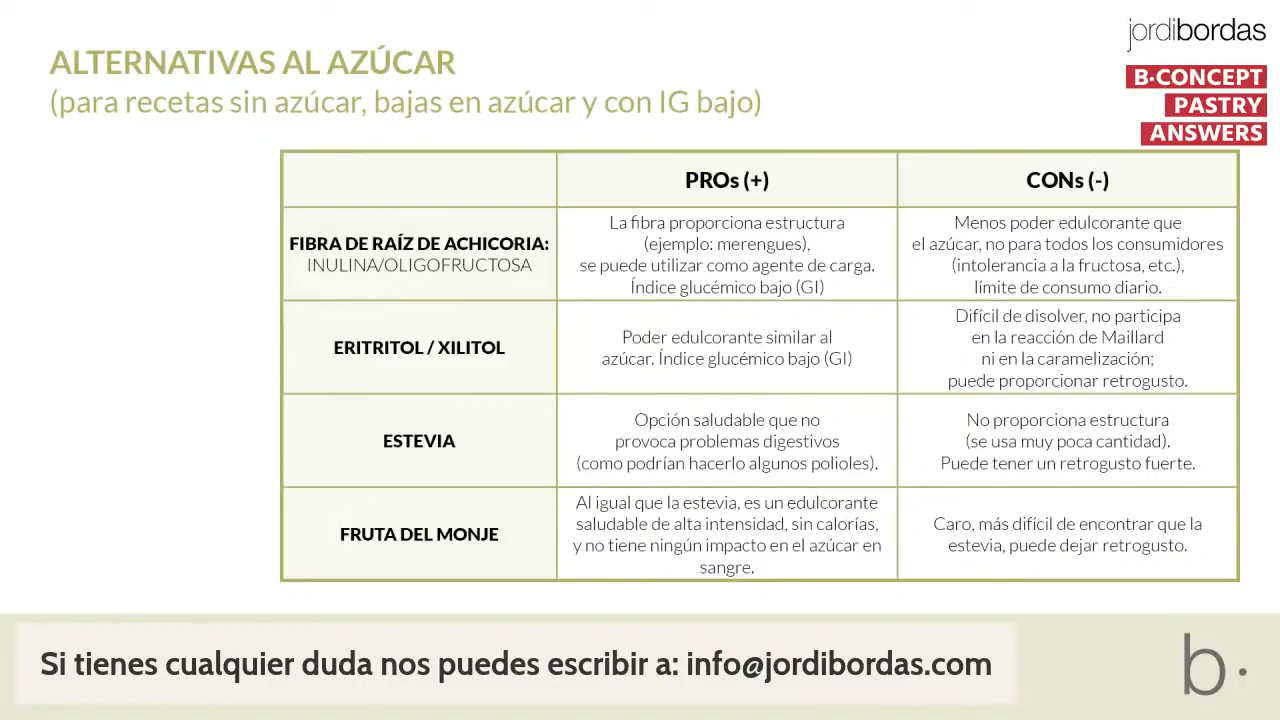 jordibordas
B·CONCEPT
PASTRY
ANSWERS
ALTERNATIVAS AL AZÚCAR
(para recetas sin azúcar, bajas en azúcar y con IG bajo)
PROs (+)
CONs (-)
FIBRA DE RAÍZ DE ACHICORIA:
INULINA/OLIGOFRUCTOSA
La fibra proporciona estructura
(ejemplo: merengues),
se puede utilizar como agente de carga.
Índice glucémico bajo (GI)
Menos poder edulcorante que
el azúcar, no para todos los consumidores
(intolerancia a la fructosa, etc.),
límite de consumo diario.
ERITRITOL / XILITOL
Poder edulcorante similar al
azúcar. Índice glucémico bajo (GI)
Difícil de disolver, no participa
en la reacción de Maillard
ni en la caramelización;
puede proporcionar retrogusto.
ESTEVIA
Opción saludable que no
provoca problemas digestivos
(como podrían hacerlo algunos polioles).
No proporciona estructura
(se usa muy poca cantidad).
Puede tener un retrogusto fuerte.
FRUTA DEL MONJE
Al igual que la estevia, es un edulcorante
saludable de alta intensidad, sin calorías,
y no tiene ningún impacto en el azúcar en
sangre.
Caro, más difícil de encontrar que la
estevia, puede dejar retrogusto.
Si tienes cualquier duda nos puedes escribir a: info@jordibordas.com
b·